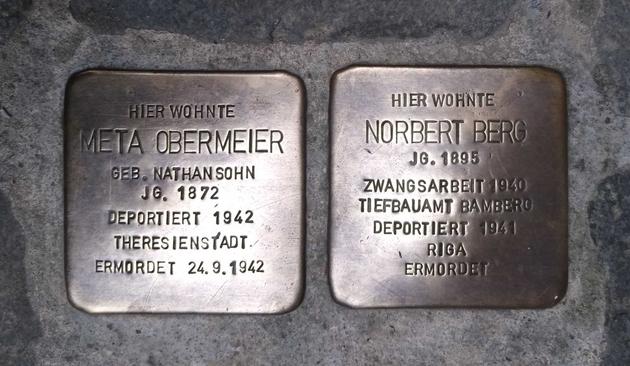 HIER WOHNTE
META OBERMEIER
GEB. NATHANSOHN
JG. 1872
DEPORTIERT 1942
THERESIENSTADT
ERMORDET 24.9.1942
HIER WOHNTE
NORBERT BERG
JG. 1895
ZWANGSARBEIT 1940
TIEFBAUAMT BAMBERG
DEPORTIERT 1941
RIGA
ERMORDET